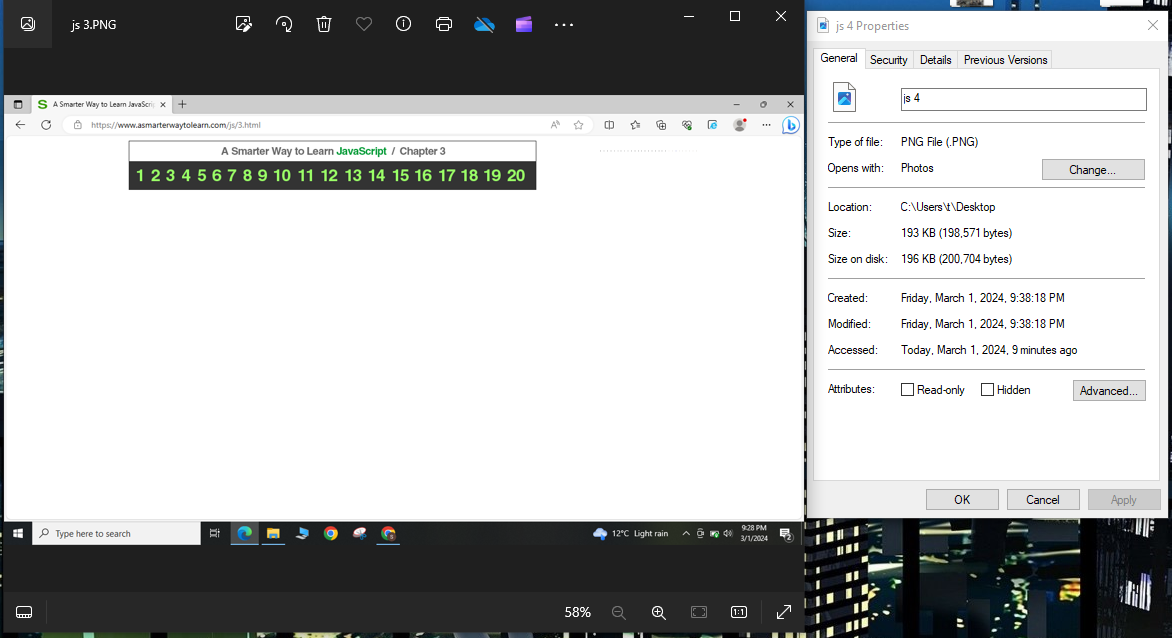 js 3.PNG
A Smarter Way to Learn JavaScrip
https://www.asmarterwaytolearn.com/js/3.html
A Smarter Way to Learn JavaScript / Chapter 3
1 2 3 4 5 6 7 8 9 10 11 12 13 14 15 16 17 18 19 20
Type here to search
12°C Light rain
9:28 PM
3/1/2024
2
58%
1:1
js 4 Properties
General Security Details Previous Versions
js 4
Type of file: PNG File (.PNG)
Opens with: Photos Change...
Location: C:\Users\t\Desktop
Size: 193 KB (198,571 bytes)
Size on disk: 196 KB (200,704 bytes)
Created: Friday, March 1, 2024, 9:38:18 PM
Modified: Friday, March 1, 2024, 9:38:18 PM
Accessed: Today, March 1, 2024, 9 minutes ago
Attributes: Read-only Hidden Advanced...
OK Cancel Apply